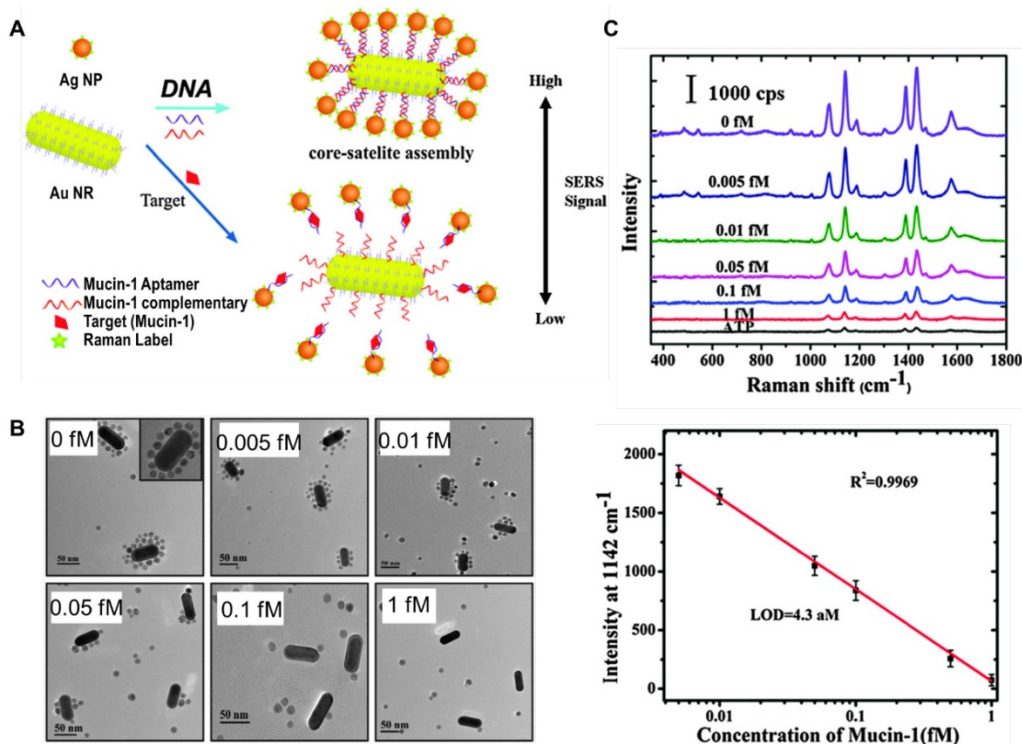 A
Ag NP
Au NR
DNA
Target
core-satelite assembly
High
SERS
Signal
Low
Mucin-1 Aptamer
Mucin-1 complementary
Target (Mucin-1)
Raman Label
B
0 fM
50 nm
0.005 fM
50 nm
0.01 fM
50 nm
0.05 fM
50 nm
0.1 fM
50 nm
1 fM
50 nm
C
1000 cps
0 fM
0.005 fM
0.01 fM
0.05 fM
0.1 fM
1 fM
ATP
Intensity
400 600 800 1000 1200 1400 1600 1800
Raman shift (cm-1)
2000
1500
1000
500
0
Intensity at 1142 cm-1
R2=0.9969
LOD=4.3 aM
0.01 0.1 1
Concentration of Mucin-1(fM)